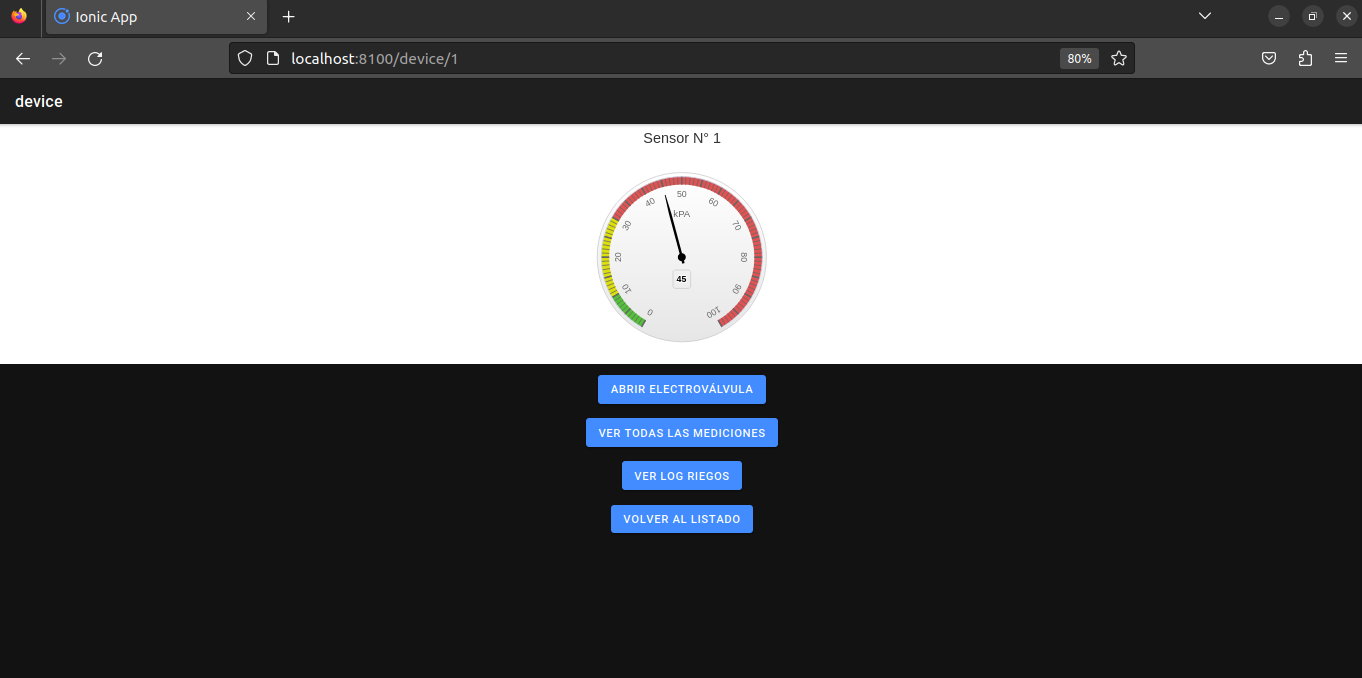 Ionic App
localhost:8100/device/1
80%
device
Sensor N° 1
0
10
20
30
40
50
60
70
80
90
100
kPA
45
ABRIR ELECTROVÁLVULA
VER TODAS LAS MEDICIONES
VER LOG RIEGOS
VOLVER AL LISTADO